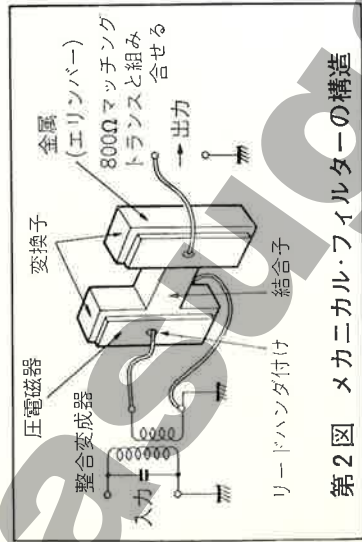 圧電磁器
変換子
金属
(エリンバー)
800Ωマッチング
トランスと組み
合せる
整合変成器
入力
→出力
結合子
リードハンダ付け
第2図 メカニカル・フィルターの構造